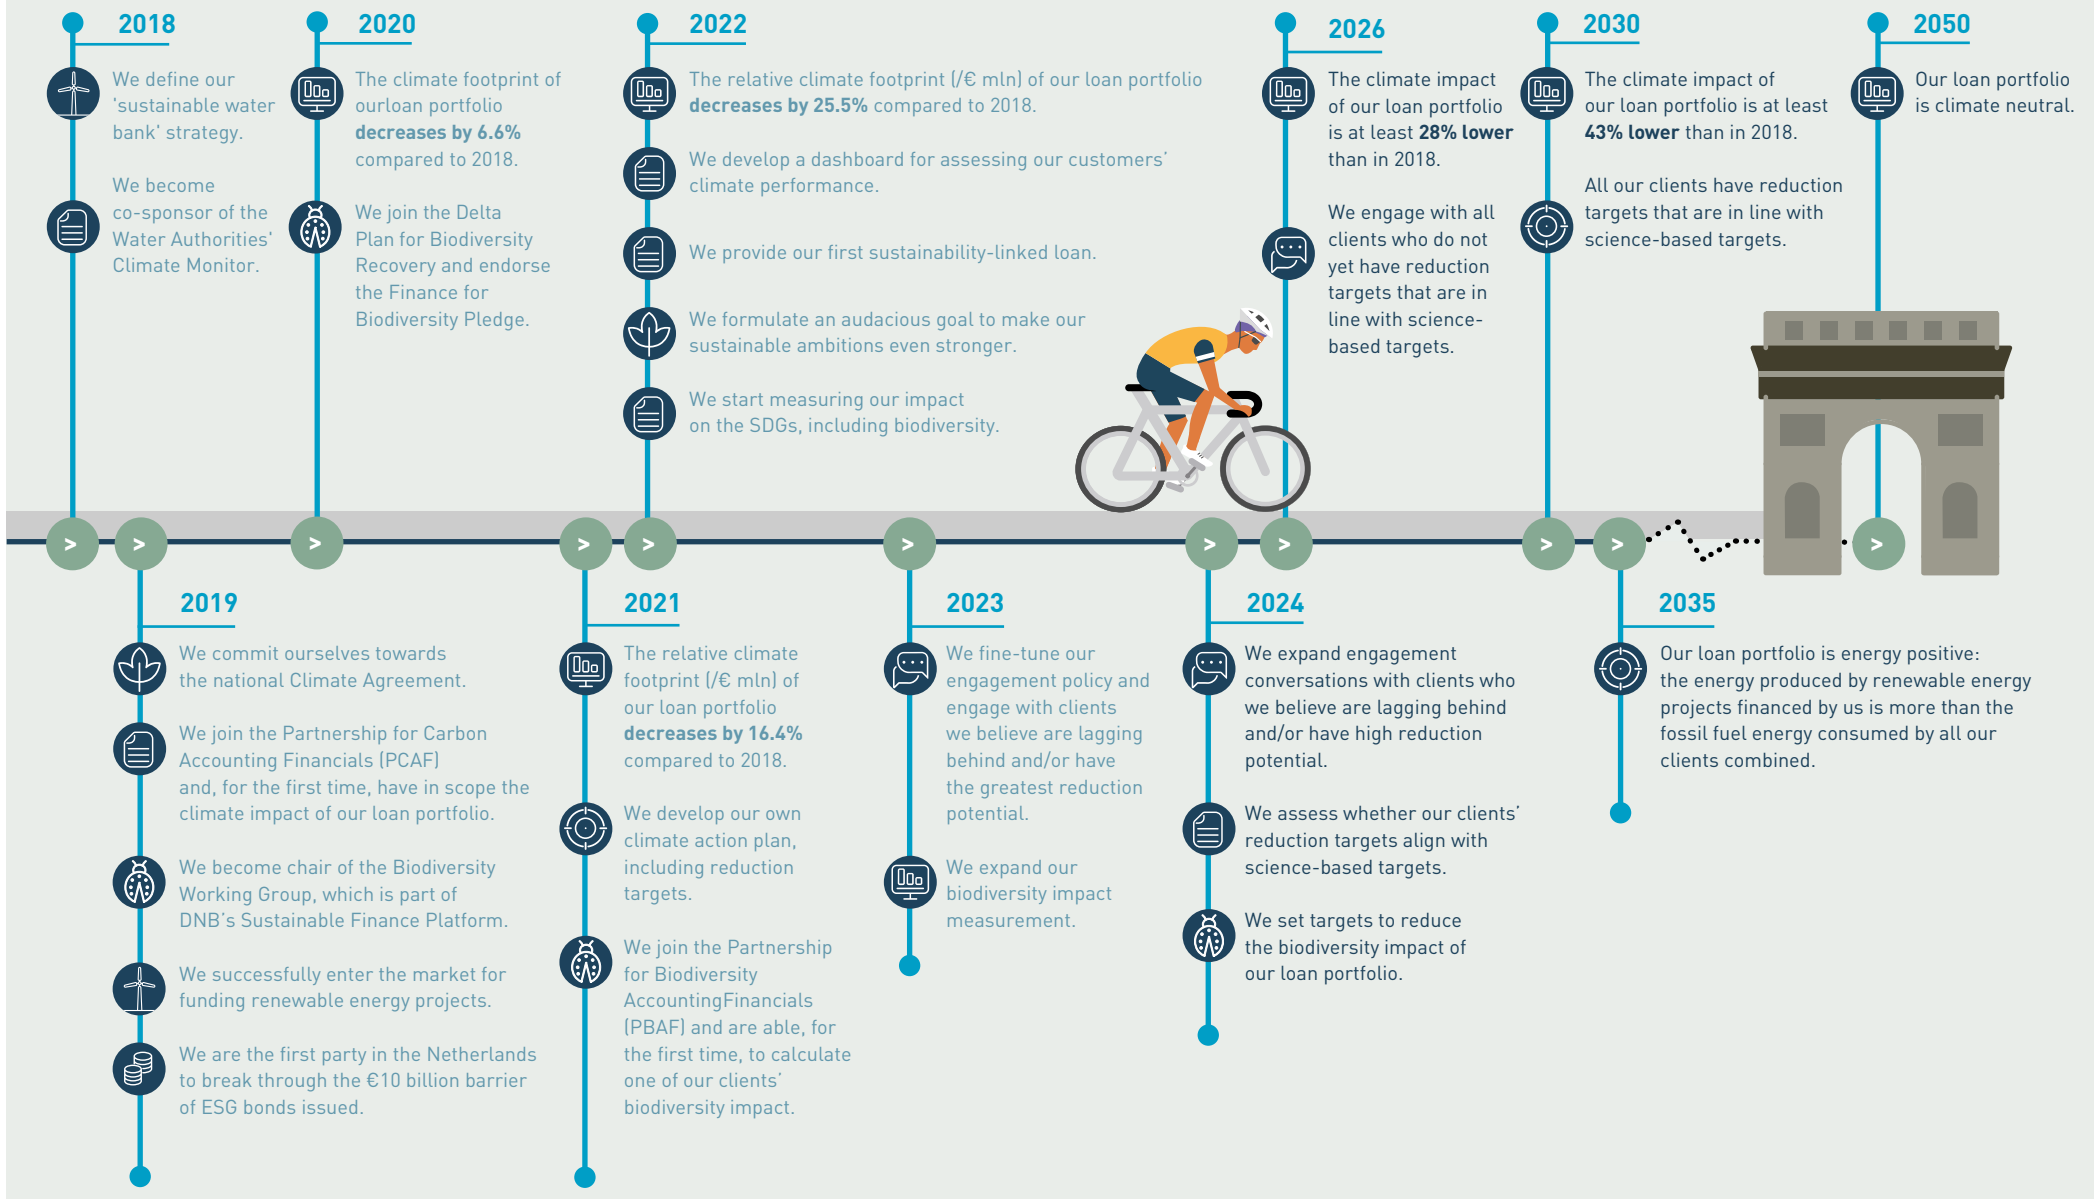 2018
We define our
'sustainable water
bank' strategy.
We become
co-sponsor of the
Water Authorities'
Climate Monitor.
2020
The climate footprint of
ourloan portfolio
decreases by 6.6%
compared to 2018.
We join the Delta
Plan for Biodiversity
Recovery and endorse
the Finance for
Biodiversity Pledge.
2022
The relative climate footprint (/€ mln) of our loan portfolio
decreases by 25.5% compared to 2018.
We develop a dashboard for assessing our customers'
climate performance.
We provide our first sustainability-linked loan.
We formulate an audacious goal to make our
sustainable ambitions even stronger.
We start measuring our impact
on the SDGs, including biodiversity.
2026
The climate impact
of our loan portfolio
is at least 28% lower
than in 2018.
We engage with all
clients who do not
yet have reduction
targets that are in
line with science-
based targets.
2030
The climate impact of
our loan portfolio is at least
43% lower than in 2018.
All our clients have reduction
targets that are in line with
science-based targets.
2050
Our loan portfolio
is climate neutral.
> > > > > > > > > > >
2019
We commit ourselves towards
the national Climate Agreement.
We join the Partnership for Carbon
Accounting Financials (PCAF)
and, for the first time, have in scope the
climate impact of our loan portfolio.
We become chair of the Biodiversity
Working Group, which is part of
DNB's Sustainable Finance Platform.
We successfully enter the market for
funding renewable energy projects.
We are the first party in the Netherlands
to break through the €10 billion barrier
of ESG bonds issued.
2021
The relative climate
footprint (/€ mln) of
our loan portfolio
decreases by 16.4%
compared to 2018.
We develop our own
climate action plan,
including reduction
targets.
We join the Partnership
for Biodiversity
AccountingFinancials
(PBAF) and are able, for
the first time, to calculate
one of our clients'
biodiversity impact.
2023
We fine-tune our
engagement policy and
engage with clients
we believe are lagging
behind and/or have
the greatest reduction
potential.
We expand our
biodiversity impact
measurement.
2024
We expand engagement
conversations with clients who
we believe are lagging behind
and/or have high reduction
potential.
We assess whether our clients'
reduction targets align with
science-based targets.
We set targets to reduce
the biodiversity impact of
our loan portfolio.
2035
Our loan portfolio is energy positive:
the energy produced by renewable energy
projects financed by us is more than the
fossil fuel energy consumed by all our
clients combined.